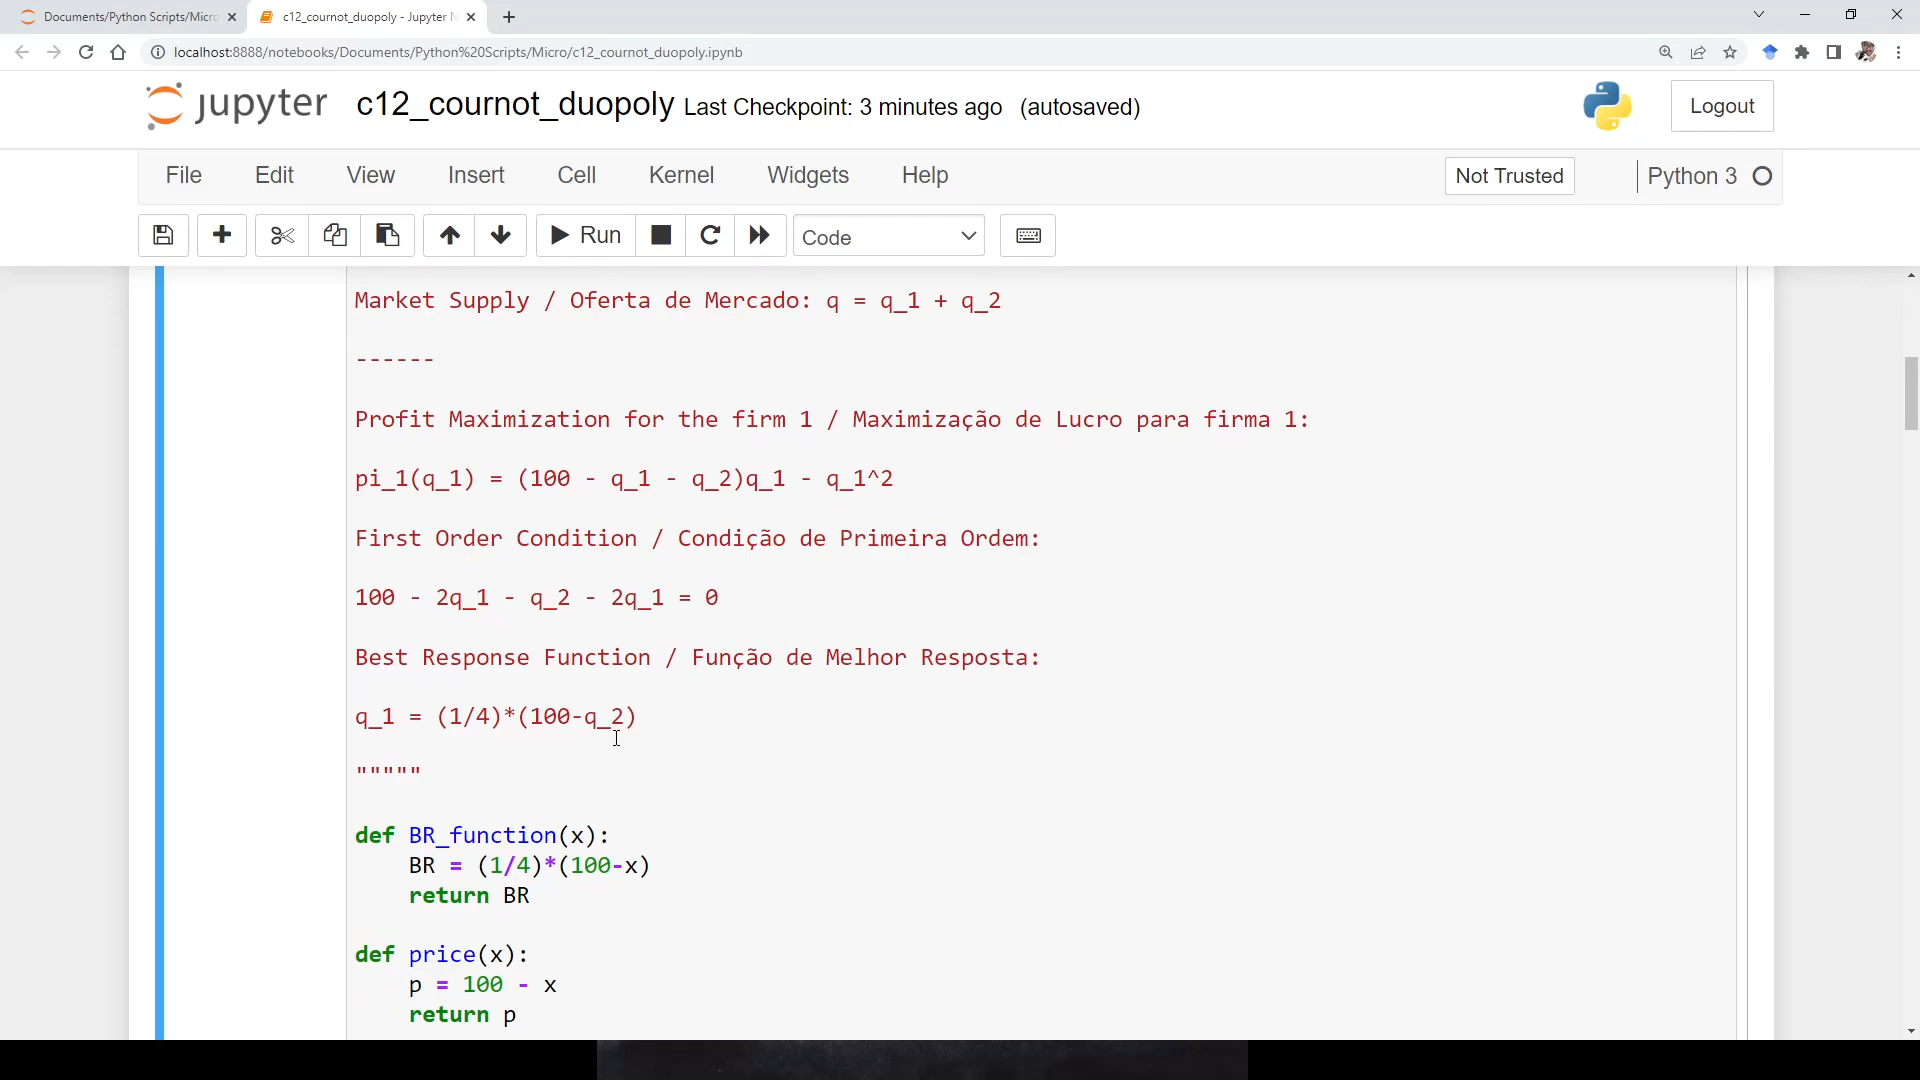 Documents/Python Scripts/Micro
c12_cournot_duopoly - Jupyter N
localhost:8888/notebooks/Documents/Python%20Scripts/Micro/c12_cournot_duopoly.ipynb
jupyter c12_cournot_duopoly Last Checkpoint: 3 minutes ago (autosaved)
Logout
File Edit View Insert Cell Kernel Widgets Help
Not Trusted
Python 3
Run
Code
Market Supply / Oferta de Mercado: q = q_1 + q_2
------
Profit Maximization for the firm 1 / Maximização de Lucro para firma 1:
pi_1(q_1) = (100 - q_1 - q_2)q_1 - q_1^2
First Order Condition / Condição de Primeira Ordem:
100 - 2q_1 - q_2 - 2q_1 = 0
Best Response Function / Função de Melhor Resposta:
q_1 = (1/4)*(100-q_2)
"""""
def BR_function(x):
    BR = (1/4)*(100-x)
    return BR
def price(x):
    p = 100 - x
    return p